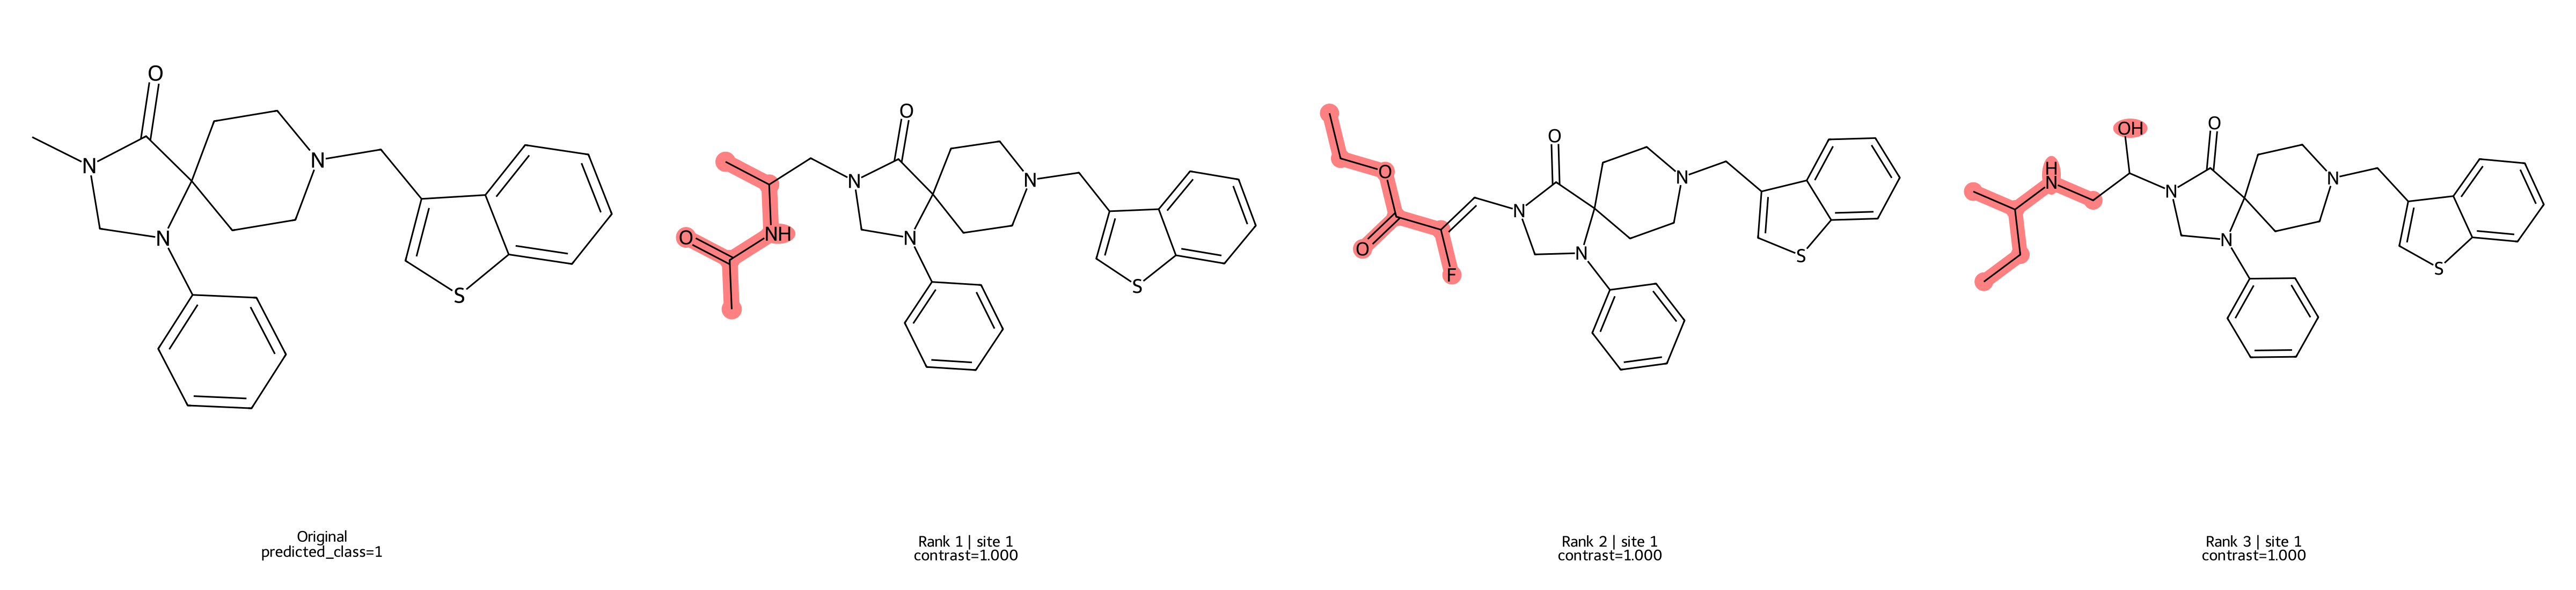 O
N
N
N
S
Original
predicted_class=1
O
N
N
N
S
NH
O
Rank 1 | site 1
contrast=1.000
O
N
N
N
S
O
O
F
Rank 2 | site 1
contrast=1.000
OH
O
H
N
N
N
N
S
Rank 3 | site 1
contrast=1.000